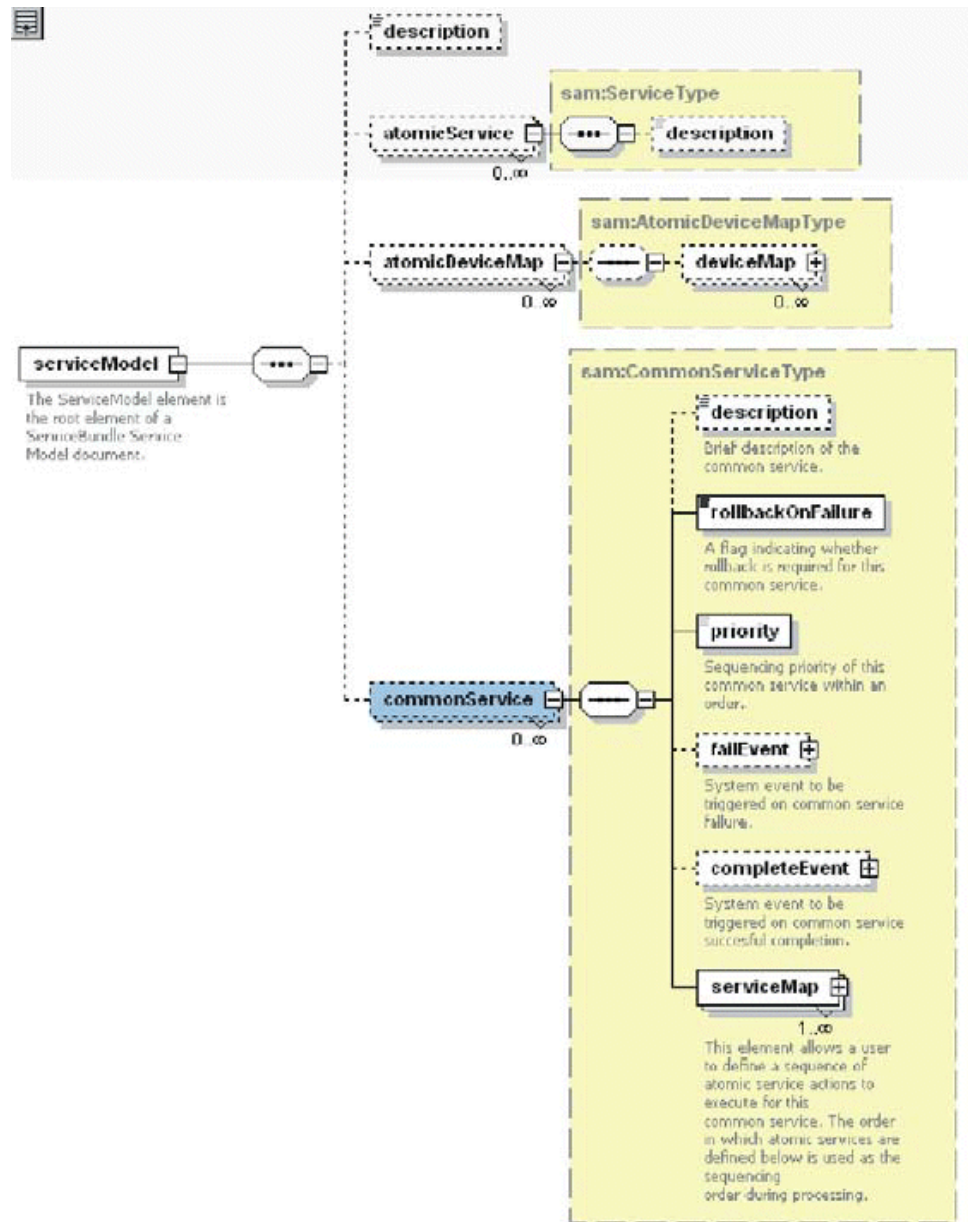 description
sam:ServiceType
atomicService
description
0..∞
sam:AtomicDeviceMapType
atomicDeviceMap
deviceMap
0..∞
0..∞
serviceModel
The ServiceModel element is
the root element of a
ServiceBundle Service
Model document.
sam:CommonServiceType
description
Brief description of the
common service.
rollbackOnFailure
A flag indicating whether
rollback is required for this
common service.
priority
Sequencing priority of this
common service within an
order.
commonService
0..∞
failEvent
System event to be
triggered on common service
failure.
completeEvent
System event to be
triggered on common service
succesful completion.
serviceMap
1..∞
This element allows a user
to define a sequence of
atomic service actions to
execute for this
common service. The order
in which atomic services are
defined below is used as the
sequencing
order during processing.